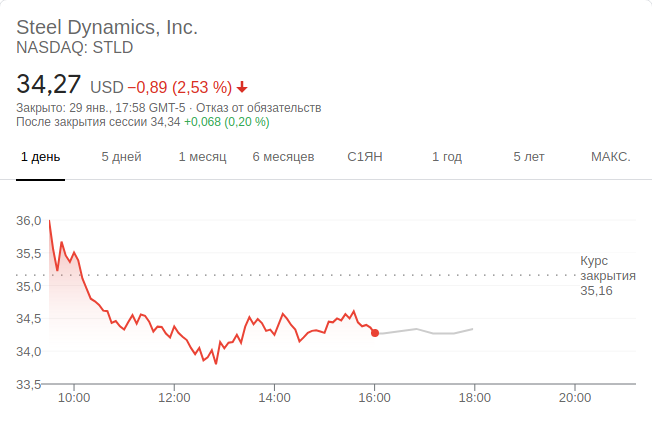 Steel Dynamics, Inc.
NASDAQ: STLD
34,27 USD −0,89 (2,53 %)
Закрыто: 29 янв., 17:58 GMT-5 · Отказ от обязательств
После закрытия сессии 34,34 +0,068 (0,20 %)
1 день 5 дней 1 месяц 6 месяцев С1ЯН 1 год 5 лет МАКС.
36,0
35,5
35,0
34,5
34,0
33,5
Курс
закрытия
35,16
10:00 12:00 14:00 16:00 18:00 20:00